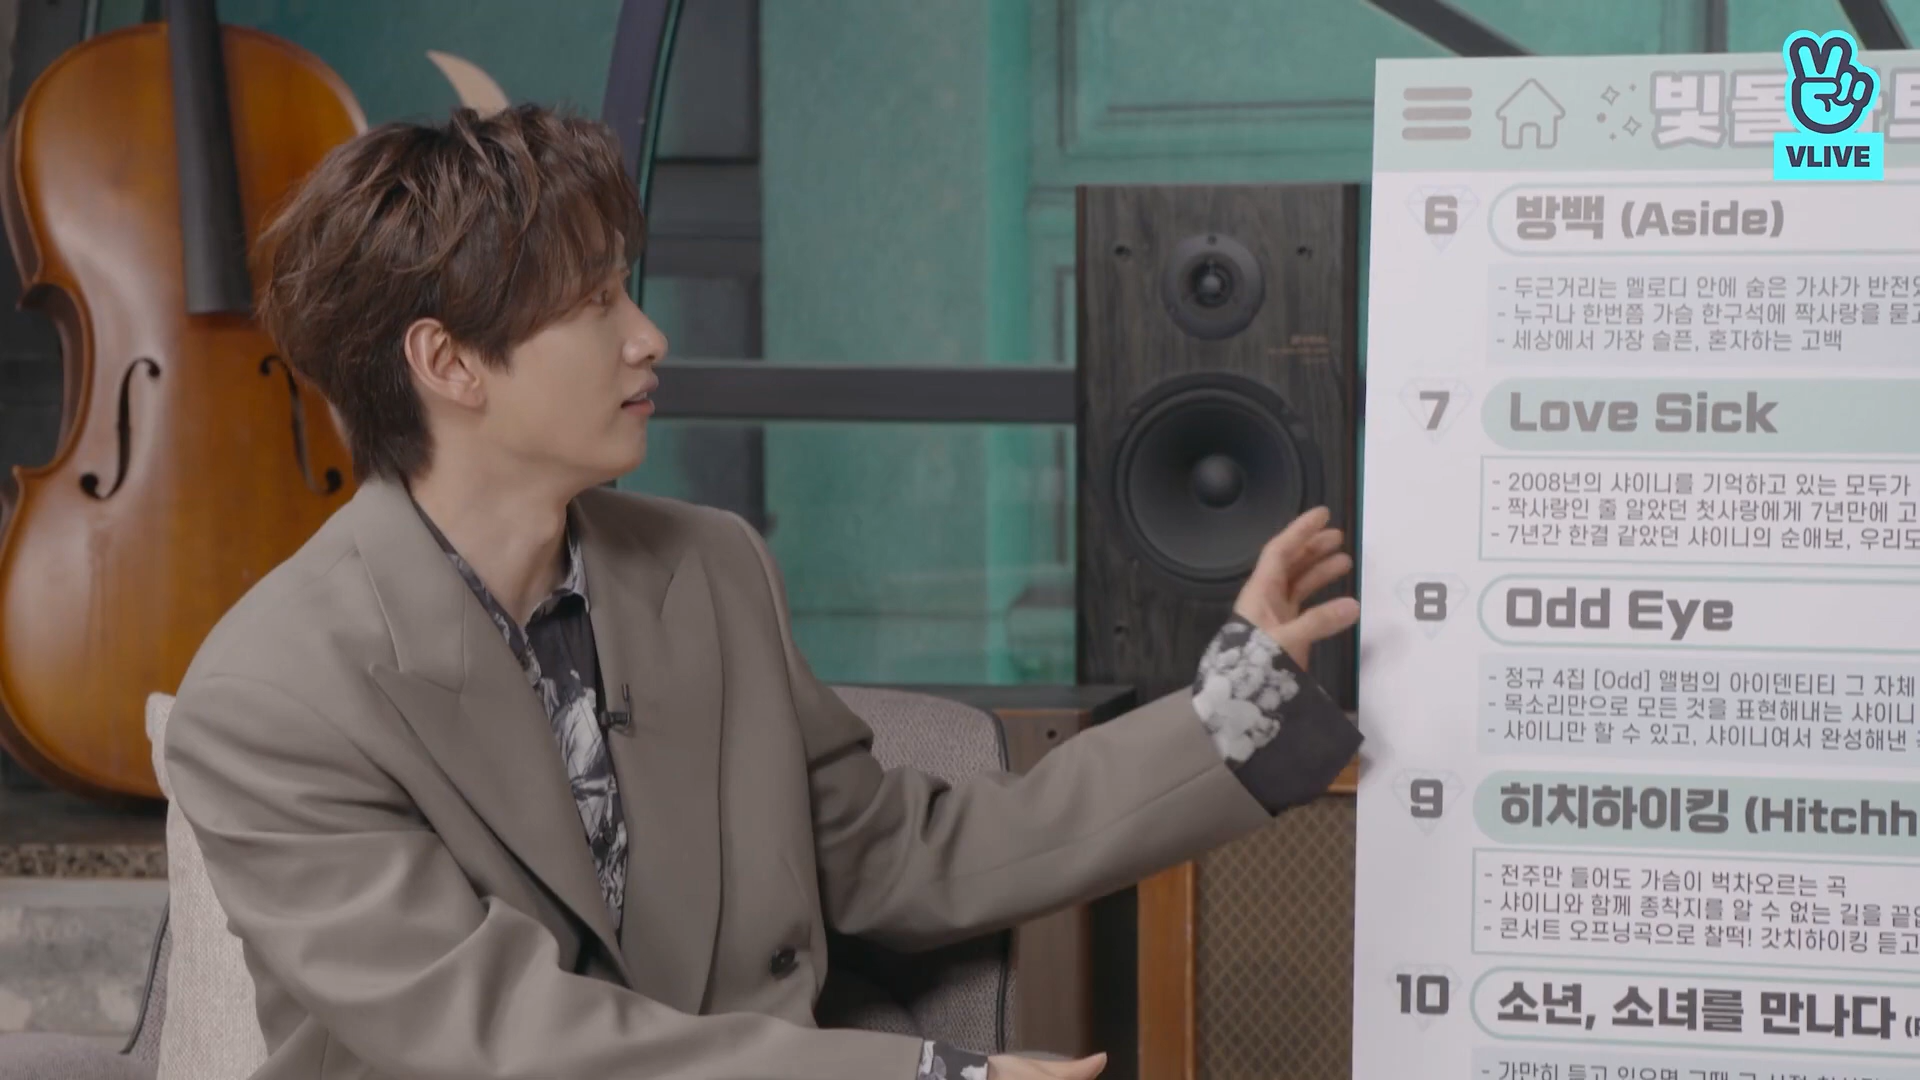 VLIVE
빛돌
6 방백 (Aside)
- 두근거리는 멜로디 안에 숨은 가사가
- 누구나 한번쯤 가슴 한구석에 짝사랑을
- 세상에서 가장 슬픈, 혼자하는 고백
7 Love Sick
- 2008년의 샤이니를 기억하고 있는 모두가
- 짝사랑인 줄 알았던 첫사랑에게 7년만에
- 7년간 한결 같았던 샤이니의 순애보,
8 Odd Eye
- 정규 4집 [Odd] 앨범의 아이덴티티 그 자체
- 목소리만으로 모든 것을 표현해내는 샤이니
- 샤이니만 할 수 있고, 샤이니여서 완성해낸
9 히치하이킹 (Hitchh
- 전주만 들어도 가슴이 벅차오르는 곡
- 샤이니와 함께 종착지를 알 수 없는 길을
- 콘서트 오프닝곡으로 찰떡! 갓치하이킹
10 소년, 소녀를 만나다
- 가만히 듣고 있으면 그때 그